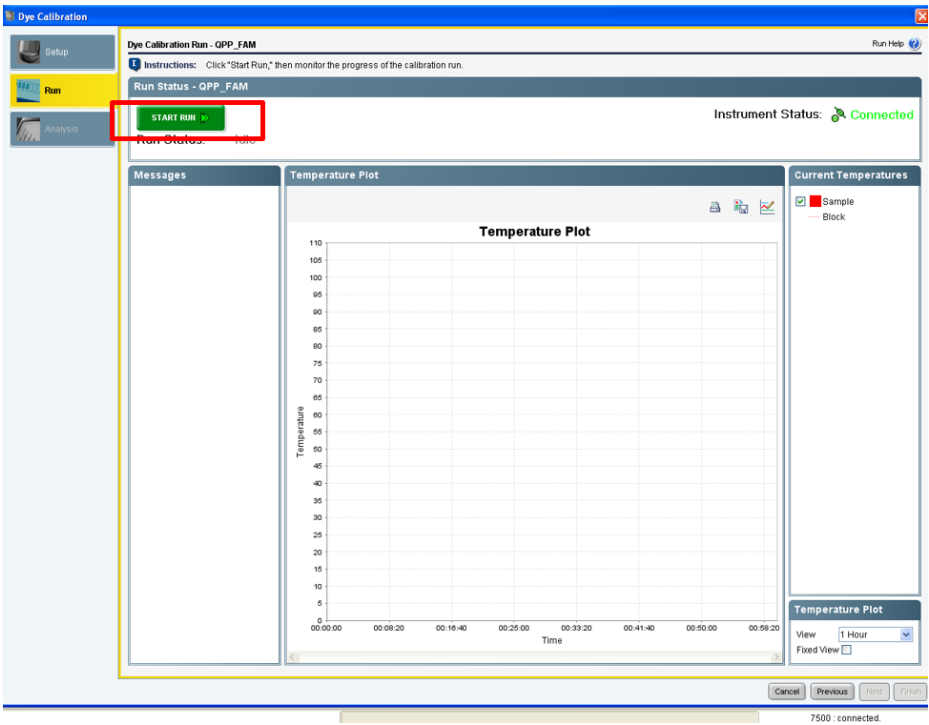 Dye Calibration
Setup
Run
Analysis
Dye Calibration Run - QPP_FAM
Run Help
Instructions: Click "Start Run," then monitor the progress of the calibration run.
Run Status - QPP_FAM
START RUN
Run Status: Idle
Instrument Status: Connected
Messages
Temperature Plot
Current Temperatures
Sample
Block
Temperature Plot
Temperature
110
105
100
95
90
85
80
75
70
65
60
55
50
45
40
35
30
25
20
15
10
5
0
00:00:00 00:08:20 00:16:40 00:25:00 00:33:20 00:41:40 00:50:00 00:58:20
Time
Temperature Plot
View 1 Hour
Fixed View
Cancel Previous Next Finish
7500 : connected.